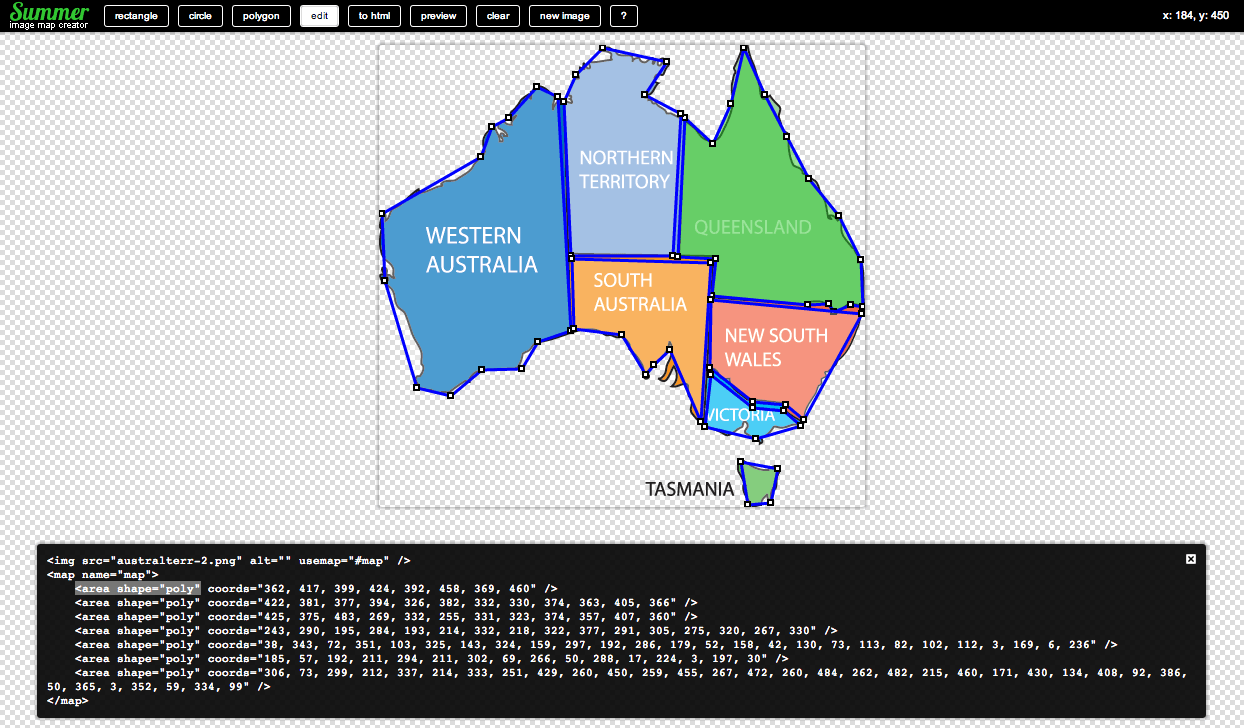 Summer
image map creator
rectangle
circle
polygon
edit
to html
preview
clear
new image
?
x: 184, y: 450
NORTHERN
TERRITORY
QUEENSLAND
WESTERN
AUSTRALIA
SOUTH
AUSTRALIA
NEW SOUTH
WALES
VICTORIA
TASMANIA
<img src="australterr-2.png" alt="" usemap="#map" />
<map name="map">
<area shape="poly" coords="362, 417, 399, 424, 392, 458, 369, 460" />
<area shape="poly" coords="422, 381, 377, 394, 326, 382, 332, 330, 374, 363, 405, 366" />
<area shape="poly" coords="425, 375, 483, 269, 332, 255, 331, 323, 374, 357, 407, 360" />
<area shape="poly" coords="243, 290, 195, 284, 193, 214, 332, 218, 322, 377, 291, 305, 275, 320, 267, 330" />
<area shape="poly" coords="38, 343, 72, 351, 103, 325, 143, 324, 159, 297, 192, 286, 179, 52, 158, 42, 130, 73, 113, 82, 102, 112, 3, 169, 6, 236" />
<area shape="poly" coords="185, 57, 192, 211, 294, 211, 302, 69, 266, 50, 288, 17, 224, 3, 197, 30" />
<area shape="poly" coords="306, 73, 299, 212, 337, 214, 333, 251, 429, 260, 450, 259, 455, 267, 472, 260, 484, 262, 482, 215, 460, 171, 430, 134, 408, 92, 386,
50, 365, 3, 352, 59, 334, 99" />
</map>